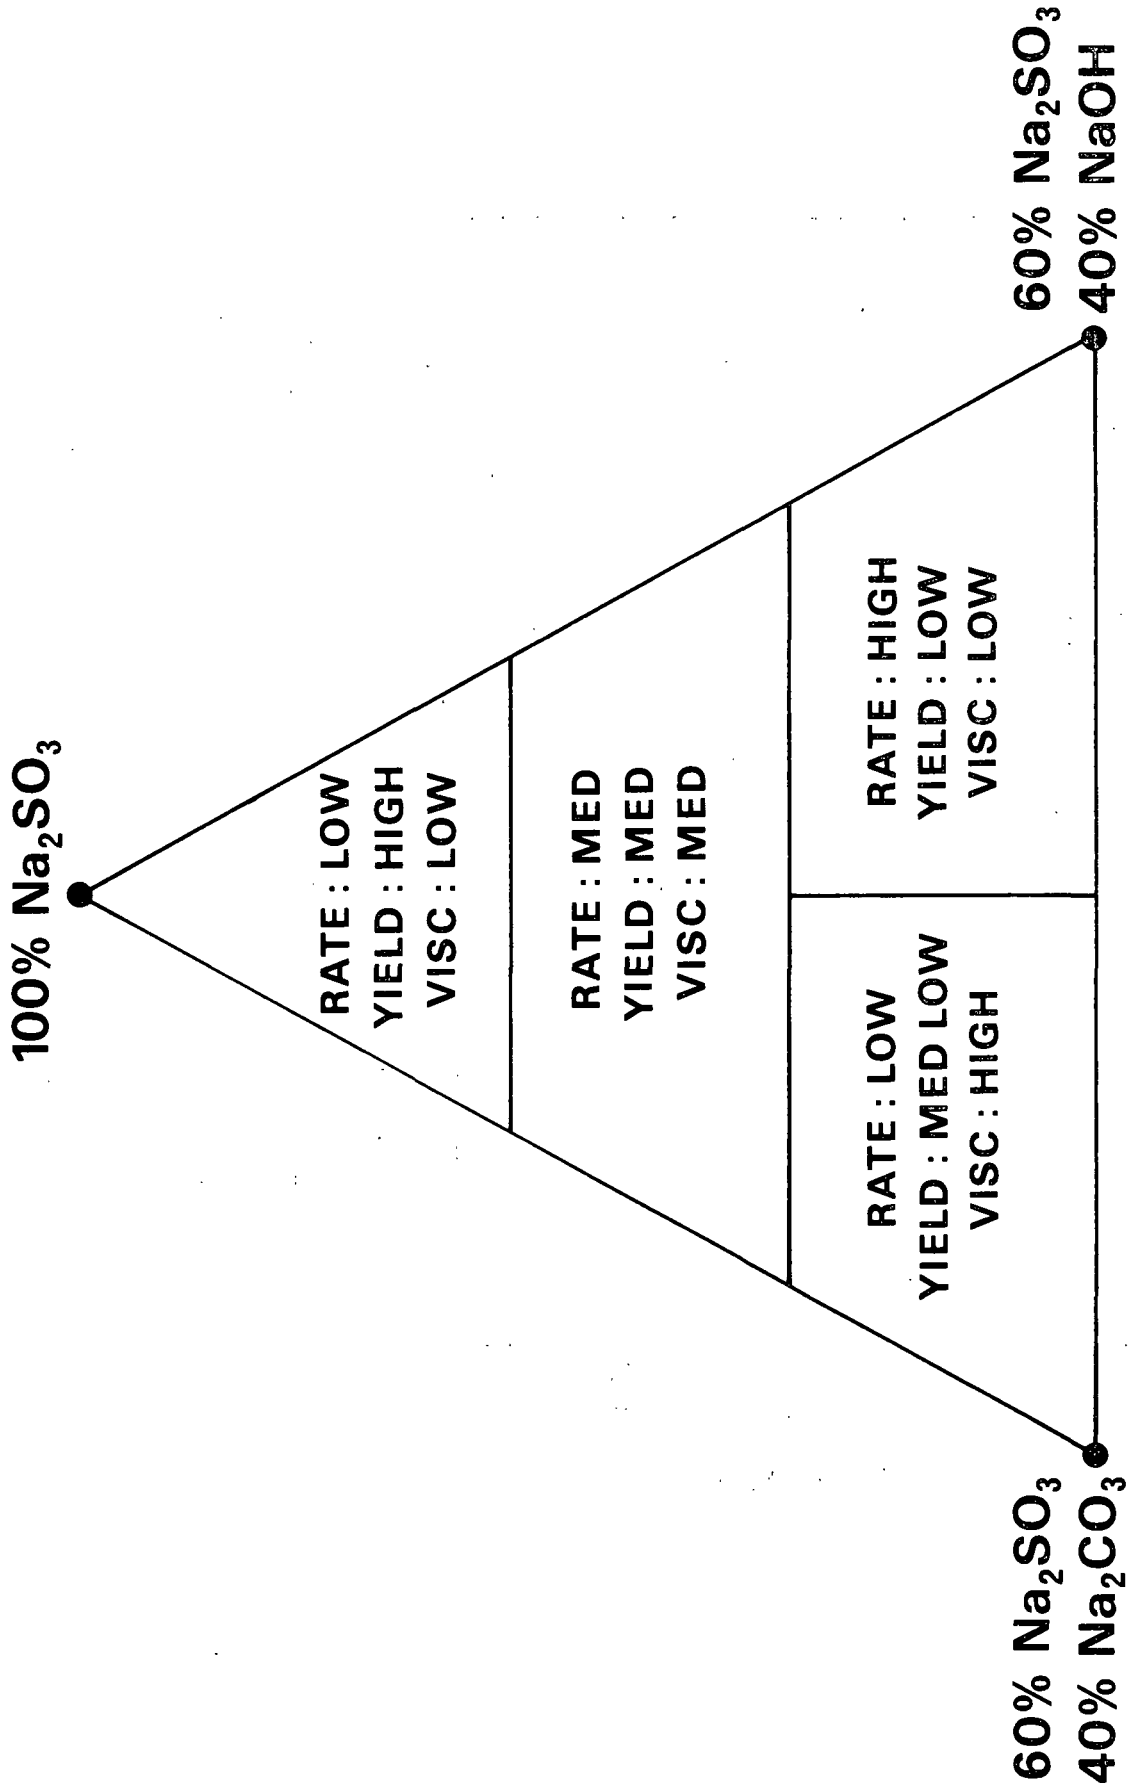 100% Na₂SO₃
RATE : LOW
YIELD : HIGH
VISC : LOW
RATE : MED
YIELD : MED
VISC : MED
RATE : LOW
YIELD : MED LOW
VISC : HIGH
RATE : HIGH
YIELD : LOW
VISC : LOW
60% Na₂SO₃
40% Na₂CO₃
60% Na₂SO₃
40% NaOH